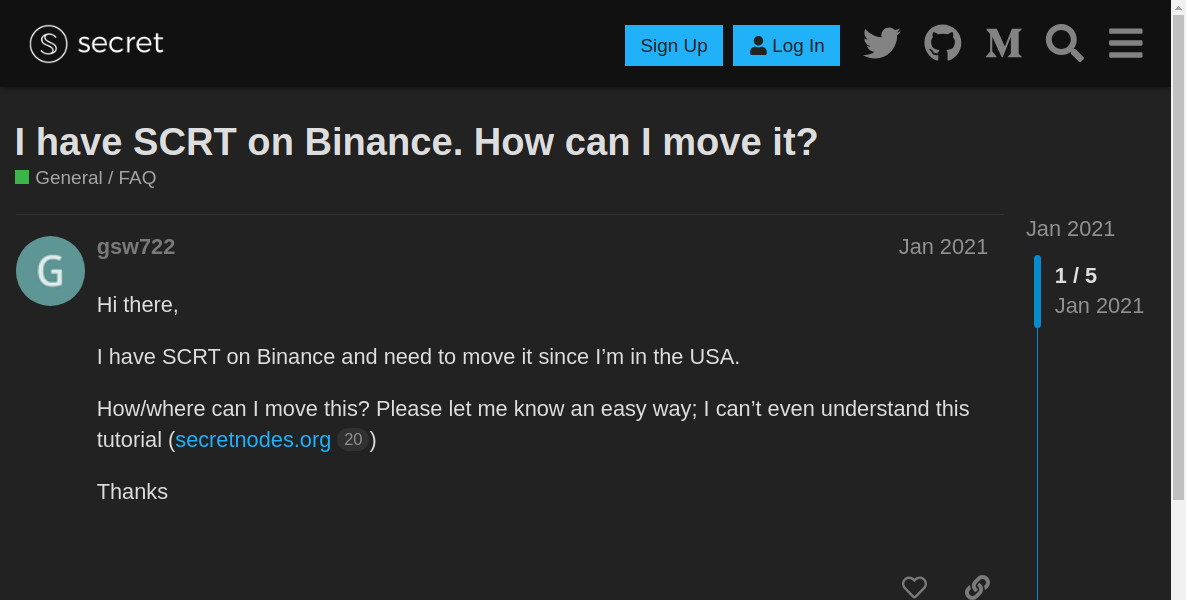 secret
Sign Up
Log In
I have SCRT on Binance. How can I move it?
General / FAQ
Jan 2021
gsw722
Jan 2021
G
1 / 5
Jan 2021
Hi there,
I have SCRT on Binance and need to move it since I’m in the USA.
How/where can I move this? Please let me know an easy way; I can’t even understand this
tutorial (secretnodes.org 20)
Thanks